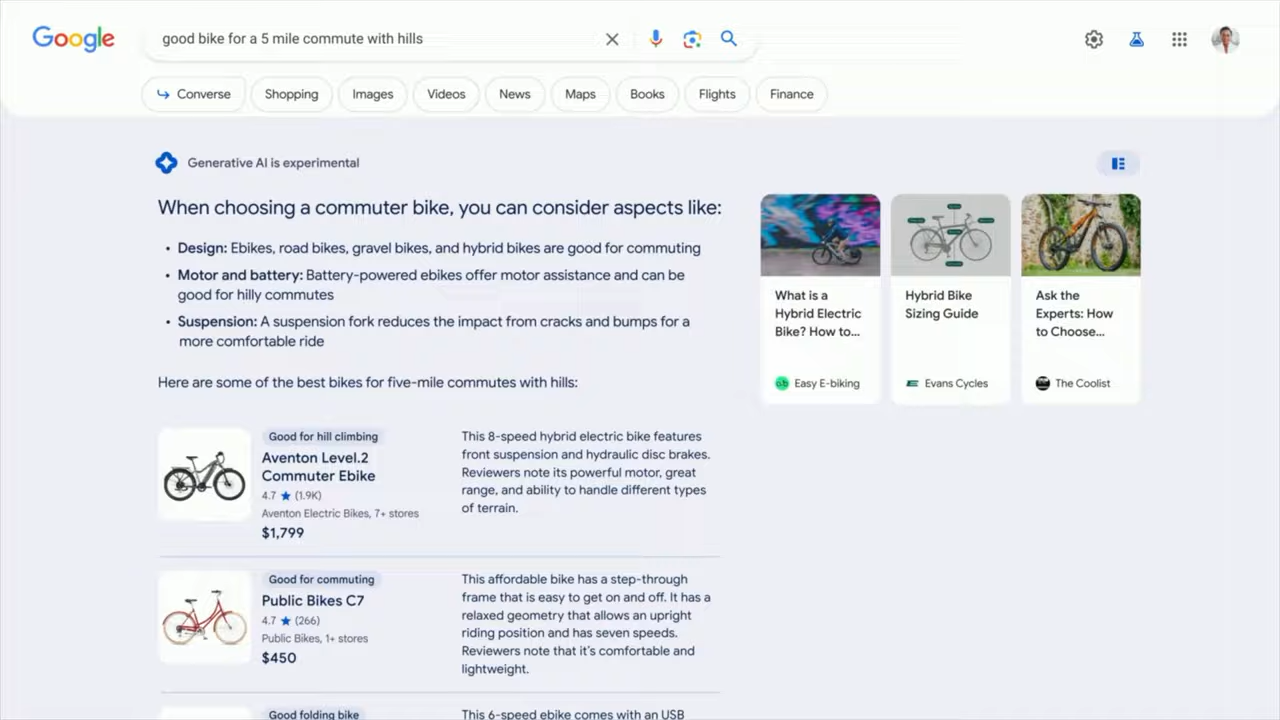 Google
good bike for a 5 mile commute with hills
Converse
Shopping
Images
Videos
News
Maps
Books
Flights
Finance
Generative AI is experimental
When choosing a commuter bike, you can consider aspects like:
• Design: Ebikes, road bikes, gravel bikes, and hybrid bikes are good for commuting
• Motor and battery: Battery-powered ebikes offer motor assistance and can be
good for hilly commutes
• Suspension: A suspension fork reduces the impact from cracks and bumps for a
more comfortable ride
Here are some of the best bikes for five-mile commutes with hills:
What is a
Hybrid Electric
Bike? How to...
Easy E-biking
Hybrid Bike
Sizing Guide
Evans Cycles
Ask the
Experts: How
to Choose...
The Coolist
Good for hill climbing
Aventon Level.2
Commuter Ebike
4.7 ★ (1.9K)
Aventon Electric Bikes, 7+ stores
$1,799
This 8-speed hybrid electric bike features
front suspension and hydraulic disc brakes.
Reviewers note its powerful motor, great
range, and ability to handle different types
of terrain.
Good for commuting
Public Bikes C7
4.7 ★ (266)
Public Bikes, 1+ stores
$450
This affordable bike has a step-through
frame that is easy to get on and off. It has a
relaxed geometry that allows an upright
riding position and has seven speeds.
Reviewers note that it's comfortable and
lightweight.
Good folding bike
This 6-speed ebike comes with an USB